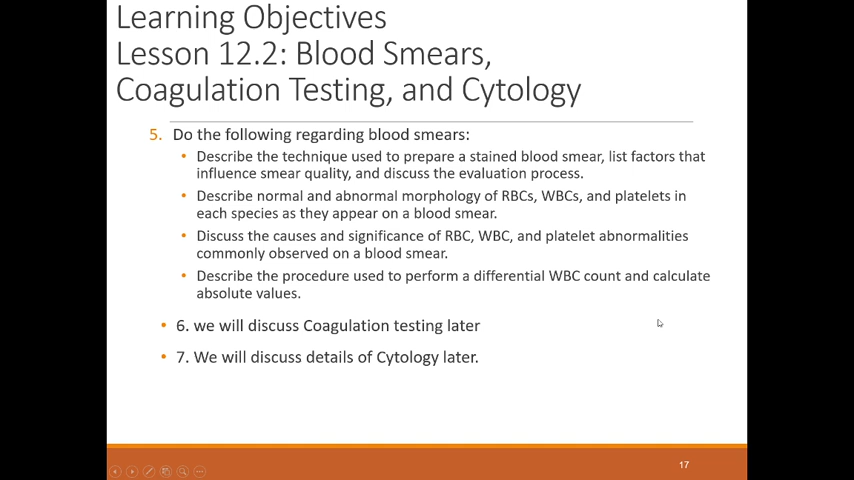 Learning Objectives
Lesson 12.2: Blood Smears,
Coagulation Testing, and Cytology
5. Do the following regarding blood smears:
• Describe the technique used to prepare a stained blood smear, list factors that
influence smear quality, and discuss the evaluation process.
• Describe normal and abnormal morphology of RBCs, WBCs, and platelets in
each species as they appear on a blood smear.
• Discuss the causes and significance of RBC, WBC, and platelet abnormalities
commonly observed on a blood smear.
• Describe the procedure used to perform a differential WBC count and calculate
absolute values.
• 6. we will discuss Coagulation testing later
• 7. We will discuss details of Cytology later.
17